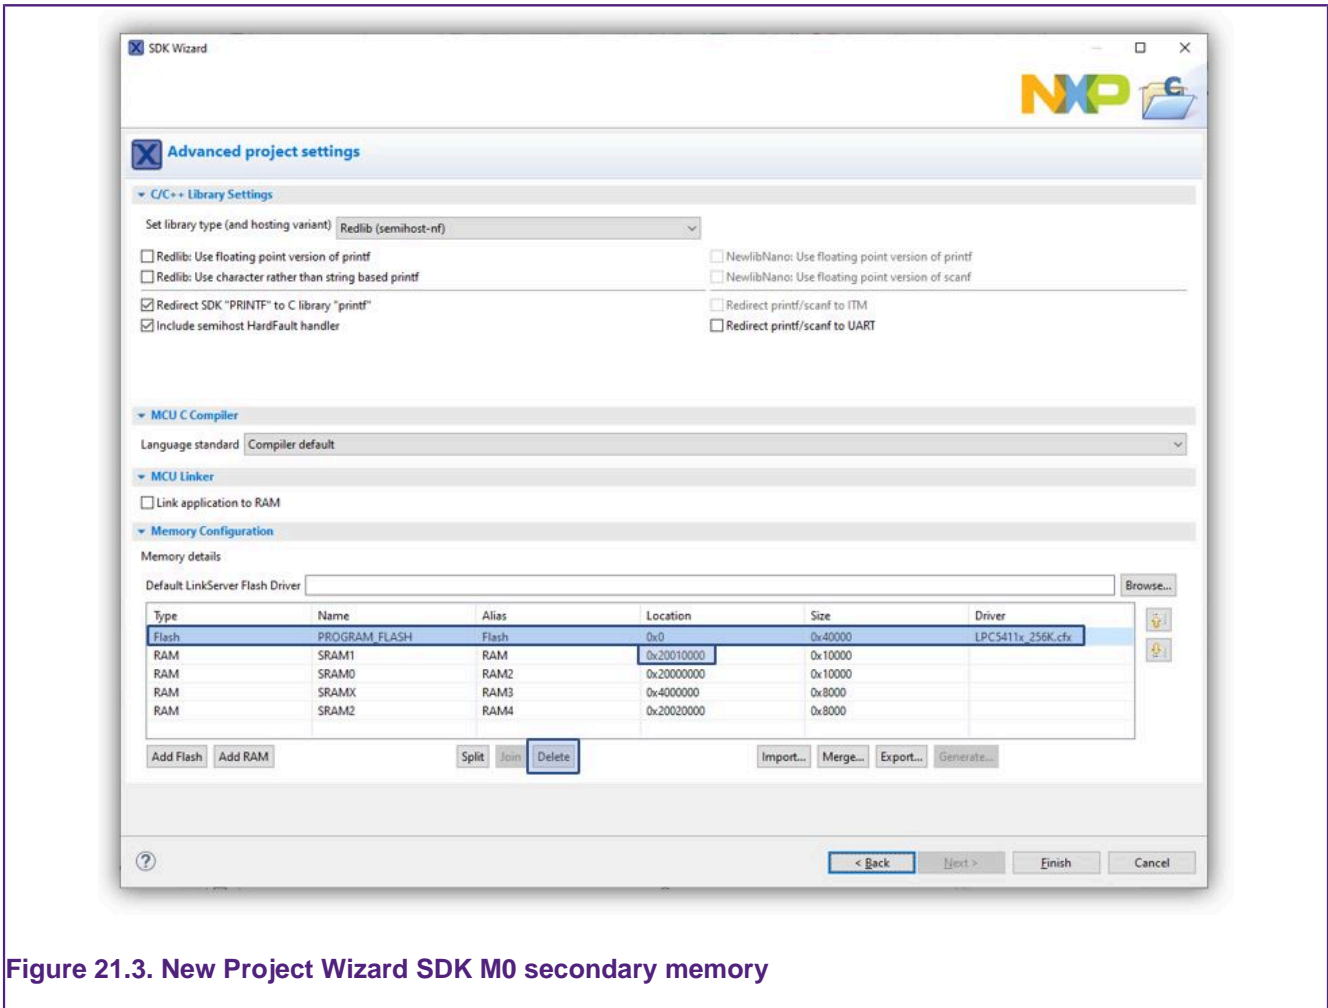 SDK Wizard
NXP
Advanced project settings
C/C++ Library Settings
Set library type (and hosting variant) Redlib (semihost-nf)
Redlib: Use floating point version of printf NewlibNano: Use floating point version of printf
Redlib: Use character rather than string based printf NewlibNano: Use floating point version of scanf
Redirect SDK "PRINTF" to C library "printf" Redirect printf/scanf to ITM
Include semihost HardFault handler Redirect printf/scanf to UART
MCU C Compiler
Language standard Compiler default
MCU Linker
Link application to RAM
Memory Configuration
Memory details
Default LinkServer Flash Driver Browse...
Type Name Alias Location Size Driver
Flash PROGRAM_FLASH Flash 0x0 0x40000 LPC5411x_256K.cfx
RAM SRAM1 RAM 0x20010000 0x10000
RAM SRAM0 RAM2 0x20000000 0x10000
RAM SRAMX RAM3 0x4000000 0x8000
RAM SRAM2 RAM4 0x20020000 0x8000
Add Flash Add RAM Split Join Delete Import... Merge... Export... Generate...
? < Back Next > Finish Cancel
Figure 21.3. New Project Wizard SDK M0 secondary memory